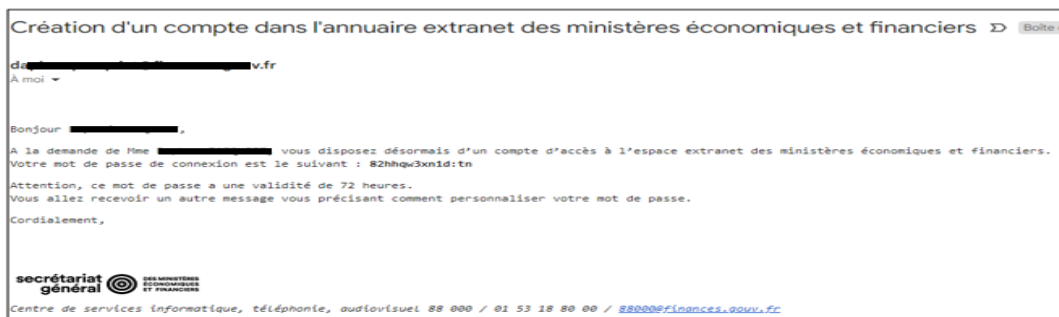 Création d'un compte dans l'annuaire extranet des ministères économiques et financiers Boîte
v.fr
À moi
Bonjour ,
A la demande de Mme vous disposez désormais d'un compte d'accès à l'espace extranet des ministères économiques et financiers.
Votre mot de passe de connexion est le suivant : 82hhqw3xn1d:tn
Attention, ce mot de passe a une validité de 72 heures.
Vous allez recevoir un autre message vous précisant comment personnaliser votre mot de passe.
Cordialement,
secrétariat général
DES MINISTÈRES ÉCONOMIQUES ET FINANCIERS
Centre de services informatique, téléphonie, audiovisuel 88 000 / 01 53 18 80 00 / 88000@finances.gouv.fr